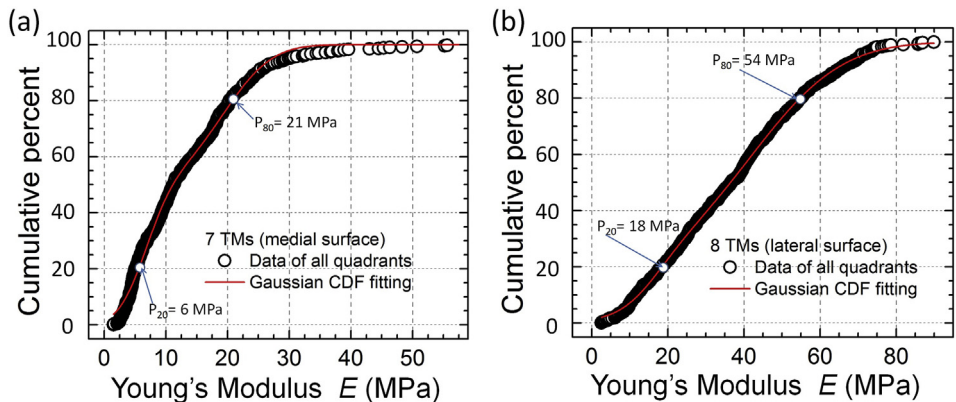 (a)
Cumulative percent
100
80
60
40
20
0
P80= 21 MPa
7 TMs (medial surface)
Data of all quadrants
Gaussian CDF fitting
P20= 6 MPa
0 10 20 30 40 50
Young's Modulus E (MPa)
(b)
Cumulative percent
100
80
60
40
20
0
P80= 54 MPa
P20= 18 MPa
8 TMs (lateral surface)
Data of all quadrants
Gaussian CDF fitting
0 20 40 60 80
Young's Modulus E (MPa)